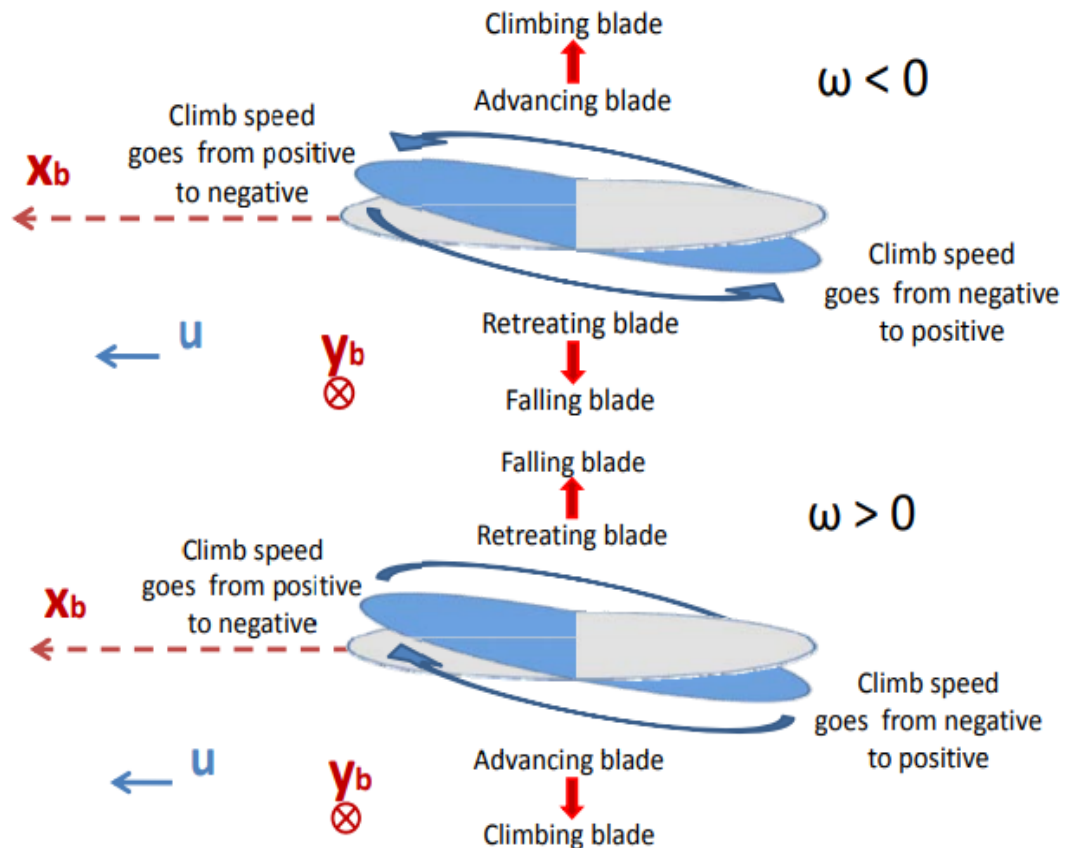 Climbing blade
ω < 0
Advancing blade
Climb speed
goes from positive
to negative
xb
Climb speed
goes from negative
to positive
Retreating blade
u
yb
Falling blade
Falling blade
ω > 0
Retreating blade
Climb speed
goes from positive
to negative
xb
Climb speed
goes from negative
to positive
Advancing blade
u
yb
Climbing blade